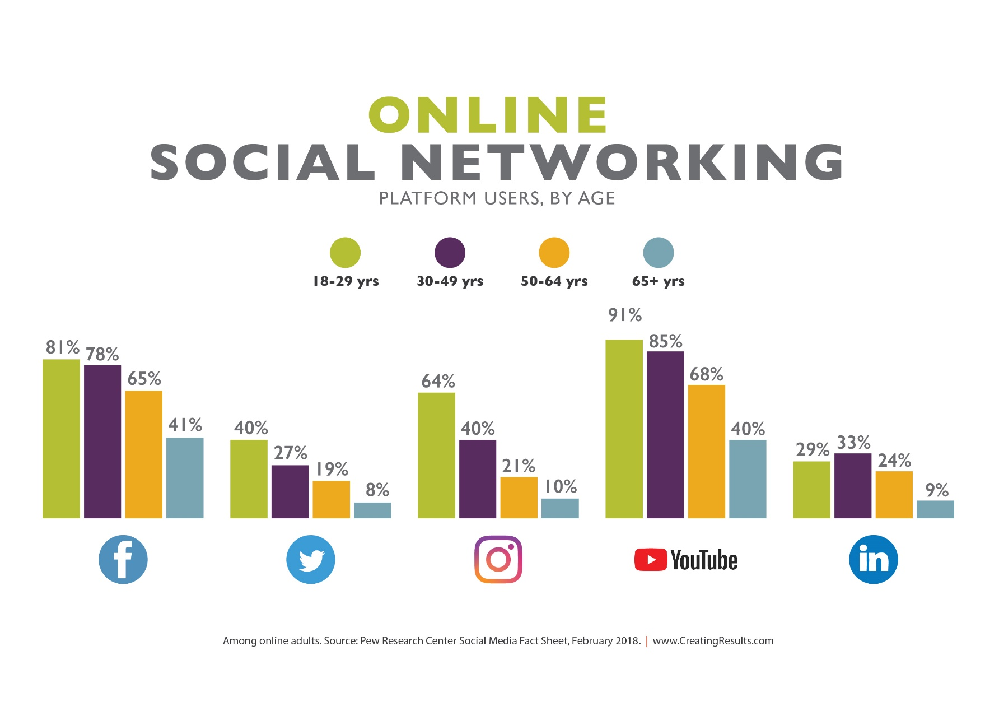 ONLINE
SOCIAL NETWORKING
PLATFORM USERS, BY AGE
18-29 yrs 30-49 yrs 50-64 yrs 65+ yrs
81% 78% 65% 41%
40% 27% 19% 8%
64% 40% 21% 10%
91% 85% 68% 40%
29% 33% 24% 9%
f YouTube in
Among online adults. Source: Pew Research Center Social Media Fact Sheet, February 2018. | www.CreatingResults.com